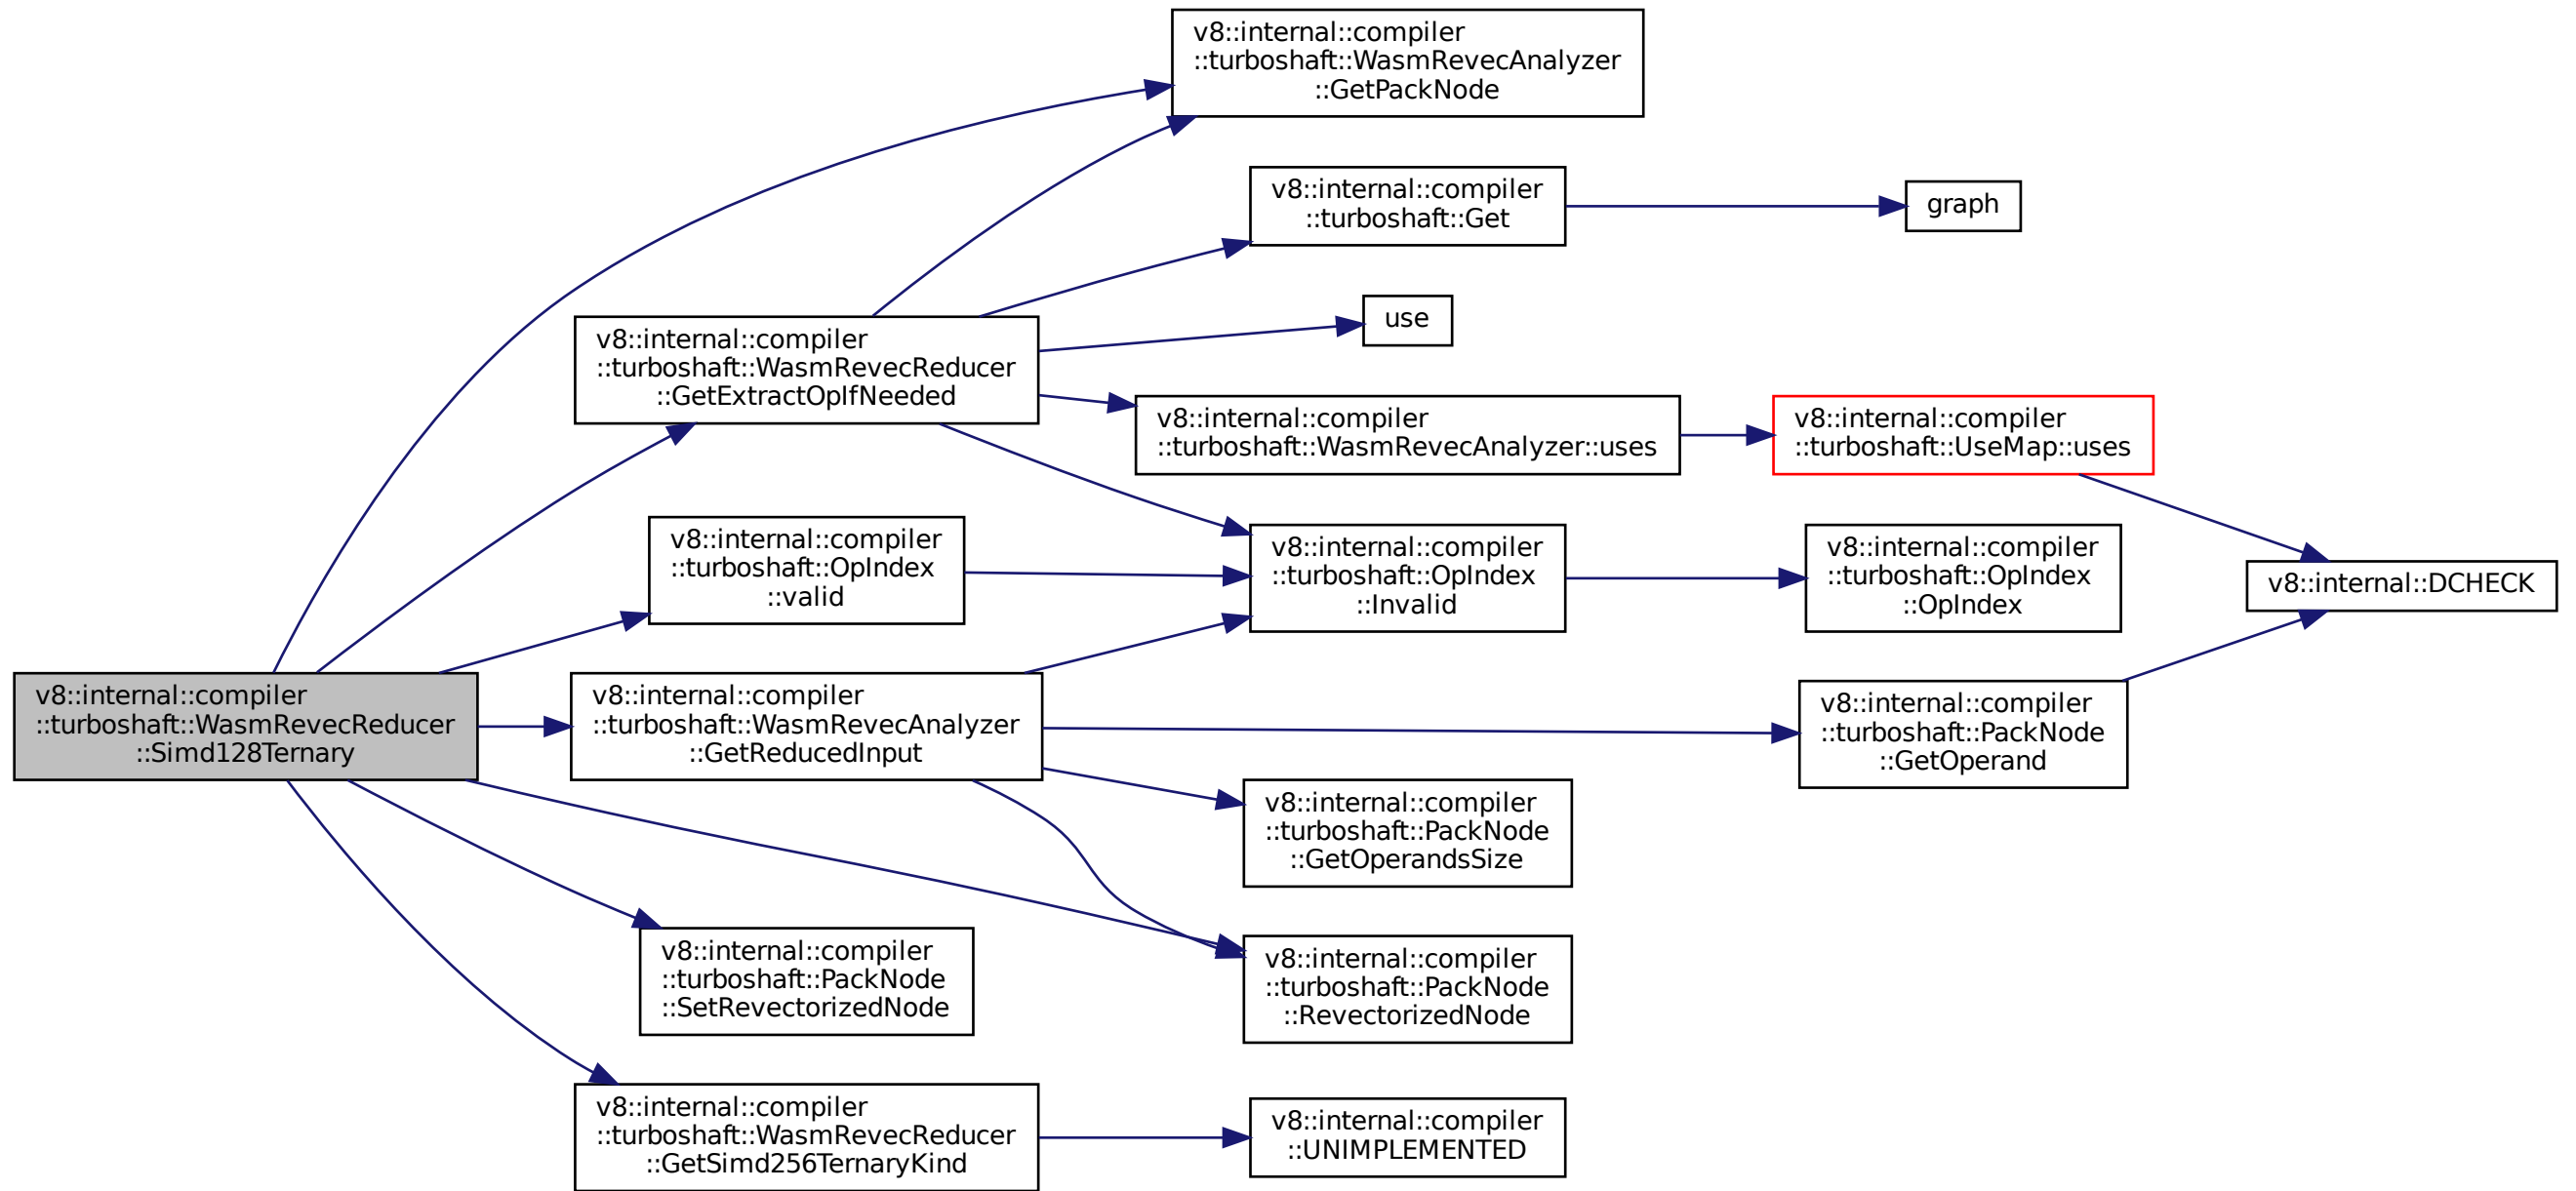 v8::internal::compiler
::turboshaft::WasmRevecAnalyzer
::GetPackNode
v8::internal::compiler
::turboshaft::Get
graph
use
v8::internal::compiler
::turboshaft::WasmRevecReducer
::GetExtractOpIfNeeded
v8::internal::compiler
::turboshaft::WasmRevecAnalyzer::uses
v8::internal::compiler
::turboshaft::UseMap::uses
v8::internal::compiler
::turboshaft::OpIndex
::valid
v8::internal::compiler
::turboshaft::OpIndex
::Invalid
v8::internal::compiler
::turboshaft::OpIndex
::OpIndex
v8::internal::DCHECK
v8::internal::compiler
::turboshaft::WasmRevecReducer
::Simd128Ternary
v8::internal::compiler
::turboshaft::WasmRevecAnalyzer
::GetReducedInput
v8::internal::compiler
::turboshaft::PackNode
::GetOperand
v8::internal::compiler
::turboshaft::PackNode
::GetOperandsSize
v8::internal::compiler
::turboshaft::PackNode
::SetRevectorizedNode
v8::internal::compiler
::turboshaft::PackNode
::RevectorizedNode
v8::internal::compiler
::turboshaft::WasmRevecReducer
::GetSimd256TernaryKind
v8::internal::compiler
::UNIMPLEMENTED